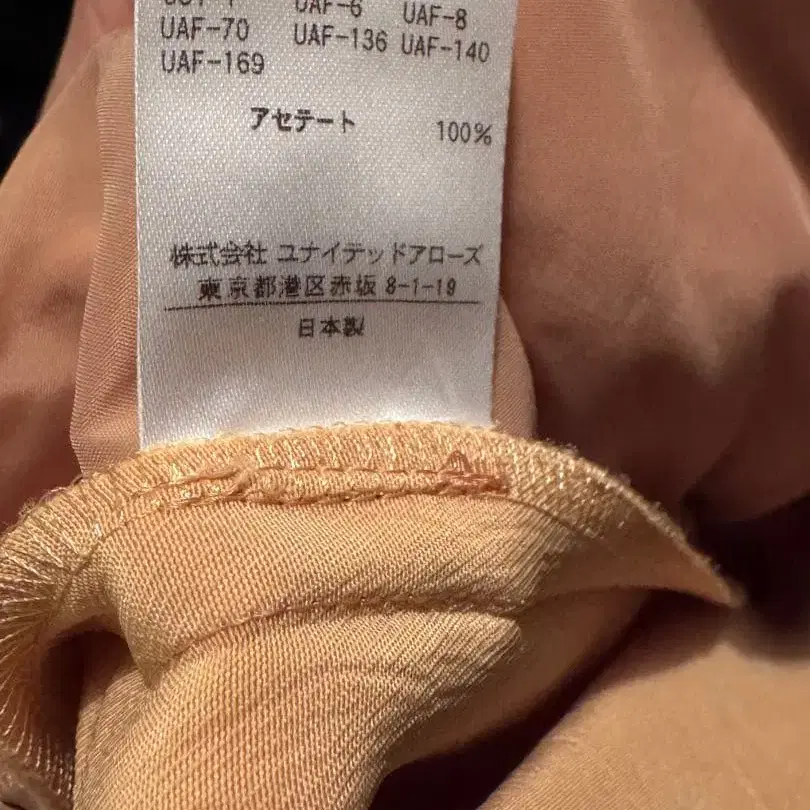 UAF-6 UAF-8
UAF-70 UAF-136 UAF-140
UAF-169
アセテート 100%
株式会社 ユナイテッドアローズ
東京都港区赤坂 8-1-19
日本製